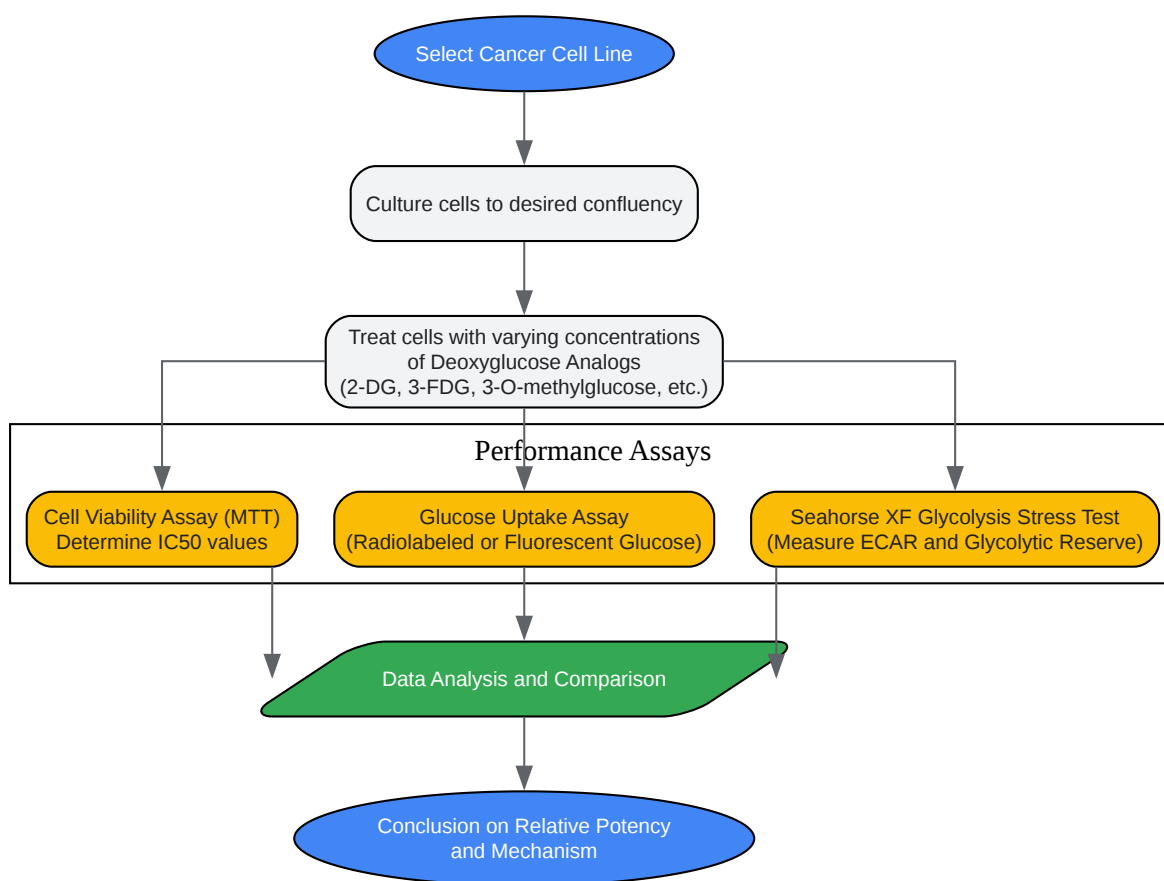 Select Cancer Cell Line
Culture cells to desired confluency
Treat cells with varying concentrations
of Deoxyglucose Analogs
(2-DG, 3-FDG, 3-O-methylglucose, etc.)
Performance Assays
Cell Viability Assay (MTT)
Determine IC50 values
Glucose Uptake Assay
(Radiolabeled or Fluorescent Glucose)
Seahorse XF Glycolysis Stress Test
(Measure ECAR and Glycolytic Reserve)
Data Analysis and Comparison
Conclusion on Relative Potency
and Mechanism